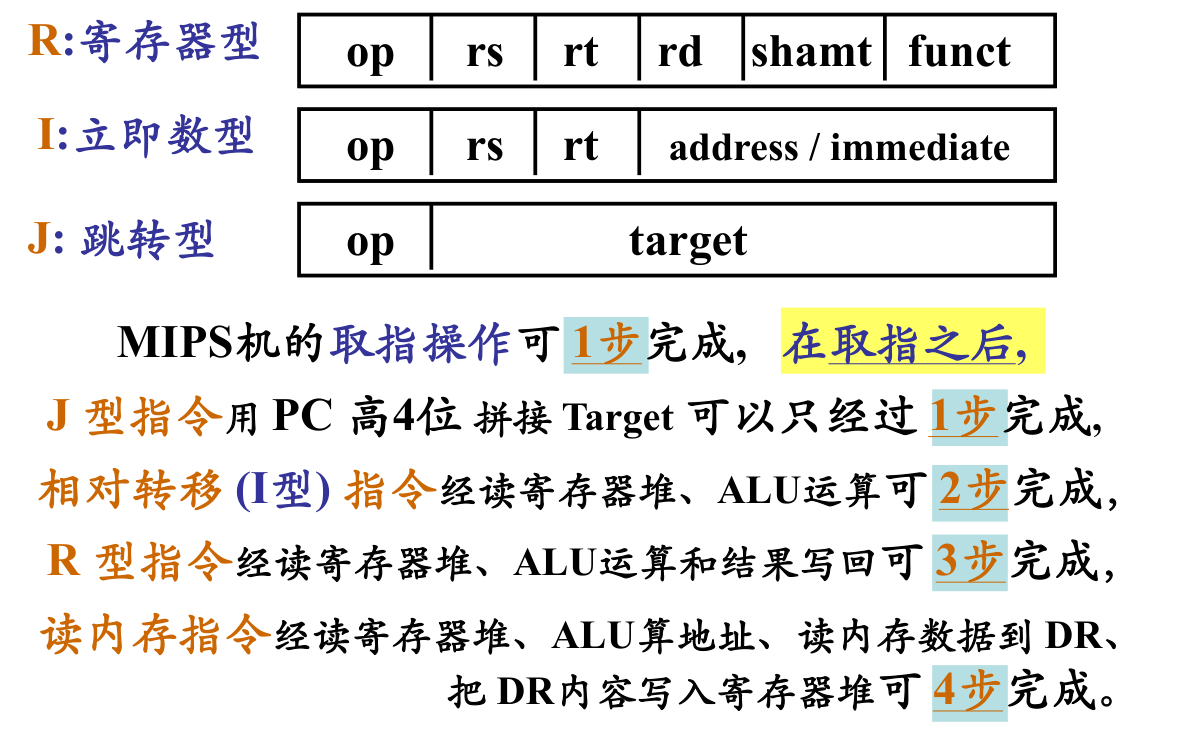 R:寄存器型 op rs rt rd shamt funct
I:立即数型 op rs rt address / immediate
J: 跳转型 op target
MIPS机的取指操作可 1步完成, 在取指之后,
J 型指令用 PC 高4位 拼接 Target 可以只经过 1步完成,
相对转移 (I型) 指令经读寄存器堆、ALU运算可 2步完成,
R 型指令经读寄存器堆、ALU运算和结果写回可 3步完成,
读内存指令经读寄存器堆、ALU算地址、读内存数据到 DR、
把 DR内容写入寄存器堆可 4步完成。